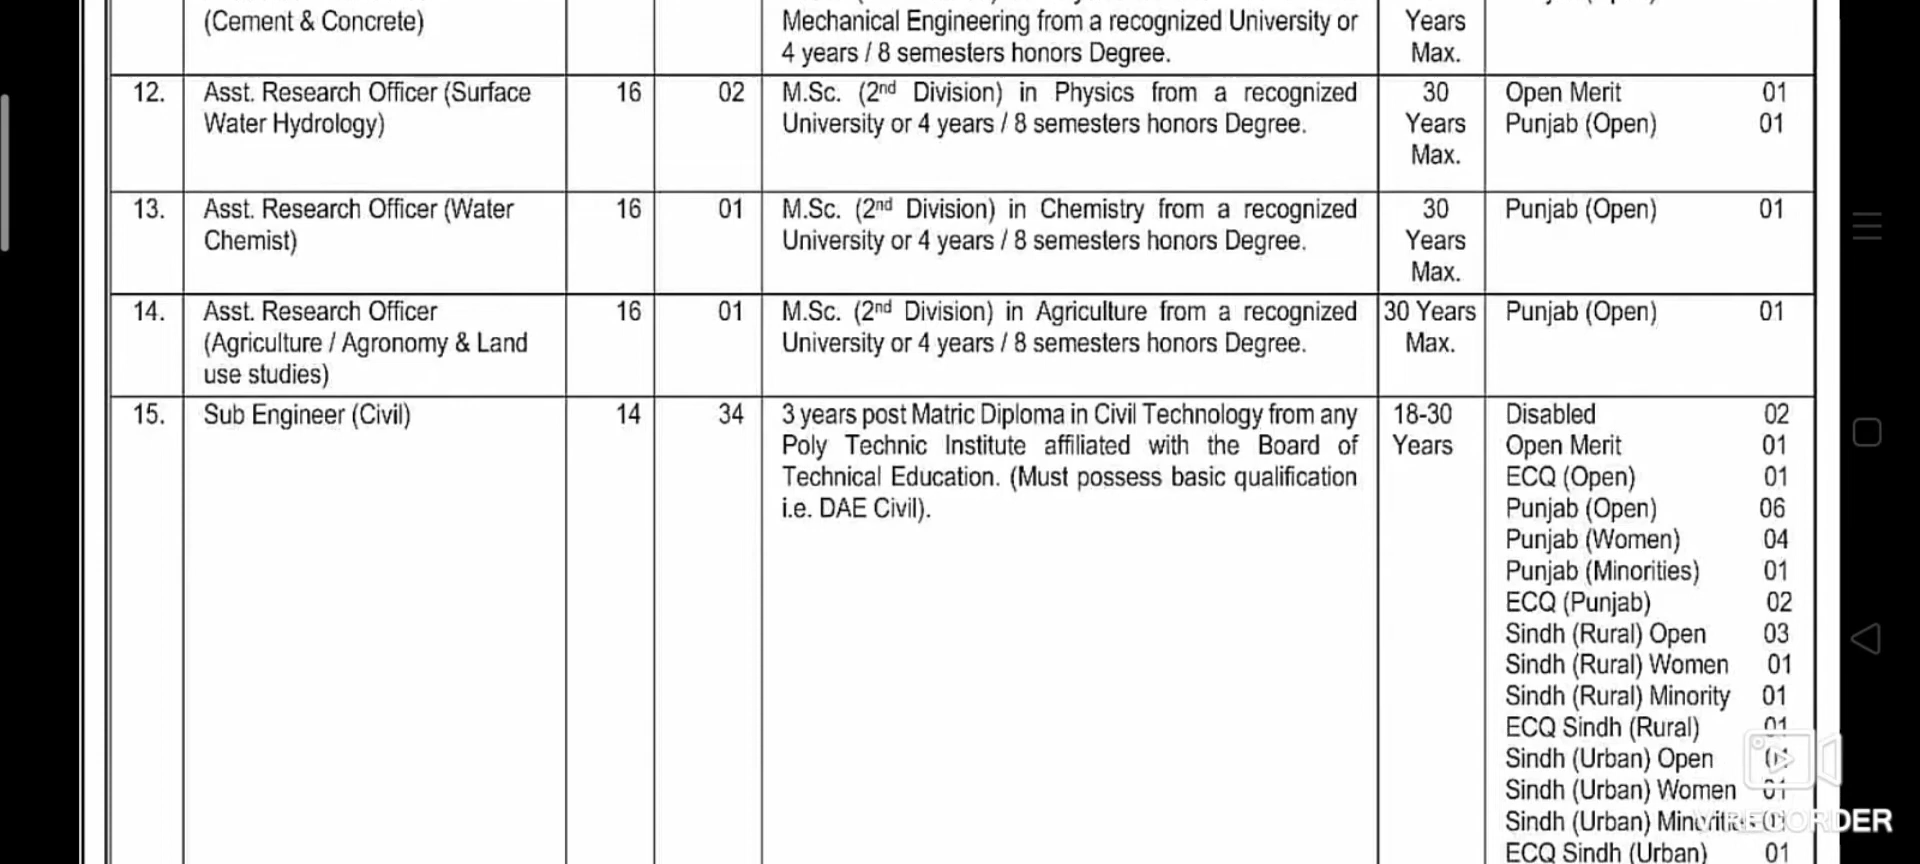 (Cement & Concrete)
Mechanical Engineering from a recognized University or
4 years / 8 semesters honors Degree.
Years
Max.
12.
Asst. Research Officer (Surface
Water Hydrology)
16
02
M.Sc. (2nd Division) in Physics from a recognized
University or 4 years / 8 semesters honors Degree.
30
Years
Max.
Open Merit 01
Punjab (Open) 01
13.
Asst. Research Officer (Water
Chemist)
16
01
M.Sc. (2nd Division) in Chemistry from a recognized
University or 4 years / 8 semesters honors Degree.
30
Years
Max.
Punjab (Open) 01
14.
Asst. Research Officer
(Agriculture / Agronomy & Land
use studies)
16
01
M.Sc. (2nd Division) in Agriculture from a recognized
University or 4 years / 8 semesters honors Degree.
30 Years
Max.
Punjab (Open) 01
15.
Sub Engineer (Civil)
14
34
3 years post Matric Diploma in Civil Technology from any
Poly Technic Institute affiliated with the Board of
Technical Education. (Must possess basic qualification
i.e. DAE Civil).
18-30
Years
Disabled 02
Open Merit 01
ECQ (Open) 01
Punjab (Open) 06
Punjab (Women) 04
Punjab (Minorities) 01
ECQ (Punjab) 02
Sindh (Rural) Open 03
Sindh (Rural) Women 01
Sindh (Rural) Minority 01
ECQ Sindh (Rural) 01
Sindh (Urban) Open
Sindh (Urban) Women 01
Sindh (Urban) Minorities 01
ECQ Sindh (Urban) 01